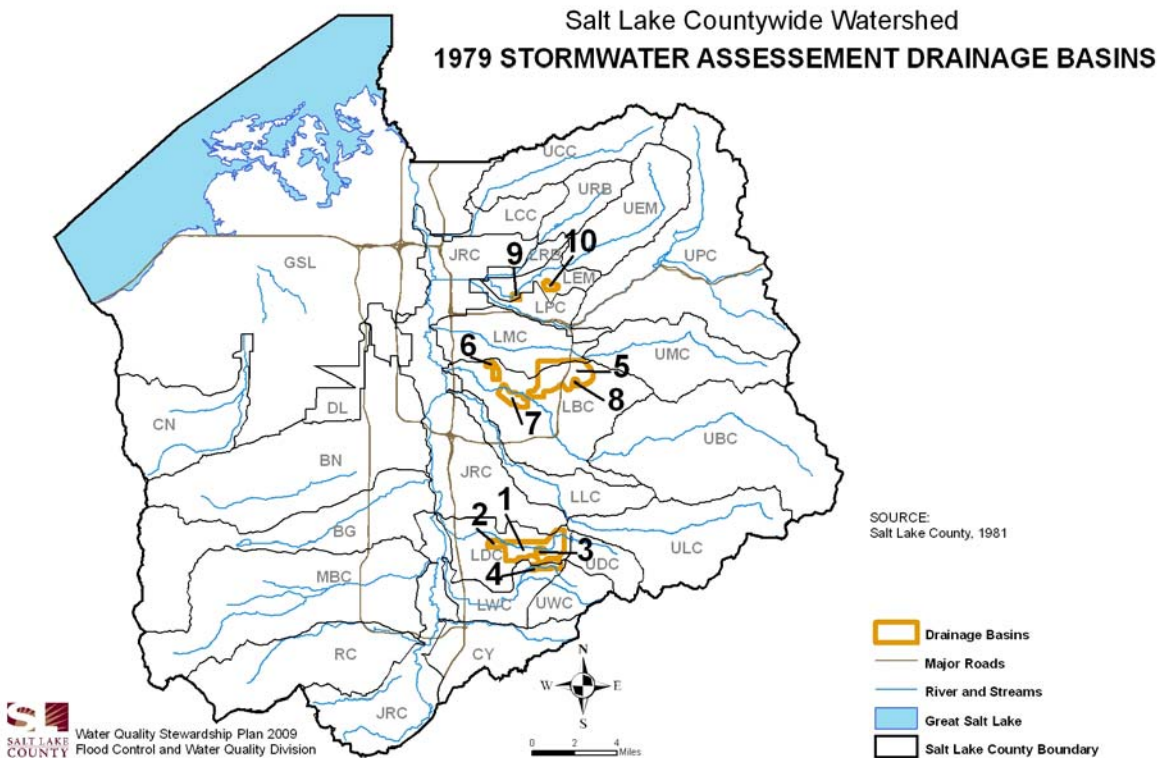 Salt Lake Countywide Watershed
1979 STORMWATER ASSESSEMENT DRAINAGE BASINS
UCC
URB
LCC
UEM
9
10
JRC
LRB
UPC
GSL
LEM
LPC
LMC
6
UMC
5
8
LBC
7
DL
CN
UBC
BN
JRC
1
LLC
2
BG
3
LDC
ULC
UDC
4
MBC
LWC
UWC
RC
CY
JRC
N
W
E
S
SOURCE:
Salt Lake County, 1981
Drainage Basins
Major Roads
River and Streams
Great Salt Lake
Salt Lake County Boundary
SL
SALT LAKE
COUNTY
Water Quality Stewardship Plan 2009
Flood Control and Water Quality Division
0 2 4
Miles